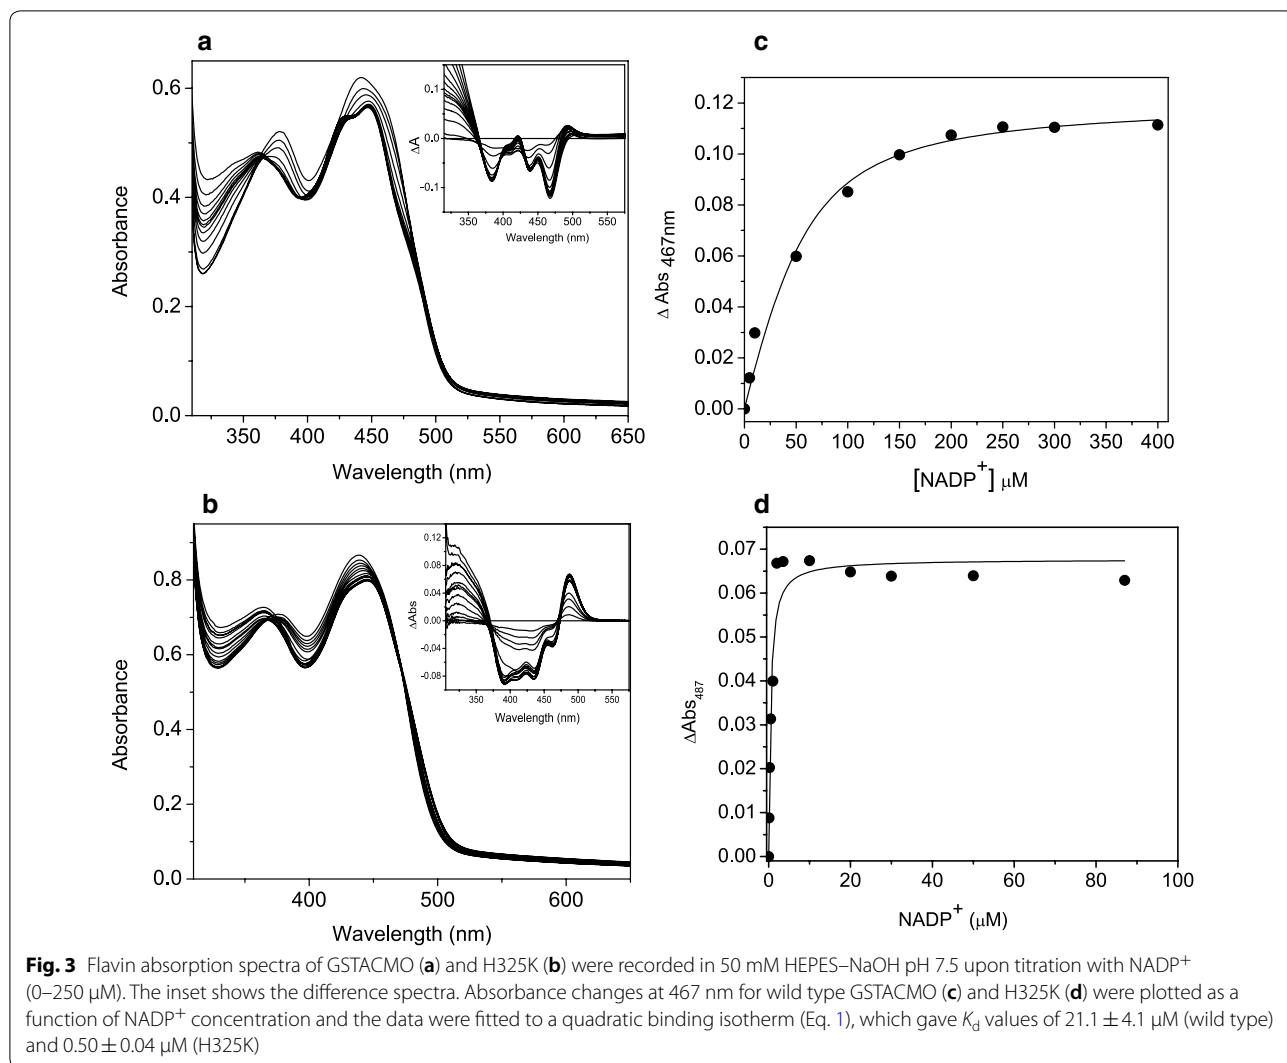 a
0.6
0.4
0.2
0.0
Absorbance
350 400 450 500 550 600 650
Wavelength (nm)
0.1
0.0
-0.1
ΔA
350 400 450 500 550
Wavelength (nm)
c
0.12
0.10
0.08
0.06
0.04
0.02
0.00
Δ Abs 467nm
0 50 100 150 200 250 300 350 400
[NADP+] μM
b
0.8
0.6
0.4
0.2
0.0
Absorbance
400 500 600
Wavelength (nm)
0.12
0.08
0.04
0.00
-0.04
-0.08
ΔAbs
350 400 450 500 550
Wavelength (nm)
d
0.07
0.06
0.05
0.04
0.03
0.02
0.01
0.00
ΔAbs487
0 20 40 60 80 100
NADP+ (μM)
Fig. 3 Flavin absorption spectra of GSTACMO (a) and H325K (b) were recorded in 50 mM HEPES–NaOH pH 7.5 upon titration with NADP+
(0–250 μM). The inset shows the difference spectra. Absorbance changes at 467 nm for wild type GSTACMO (c) and H325K (d) were plotted as a
function of NADP+ concentration and the data were fitted to a quadratic binding isotherm (Eq. 1), which gave Kd values of 21.1 ± 4.1 μM (wild type)
and 0.50 ± 0.04 μM (H325K)